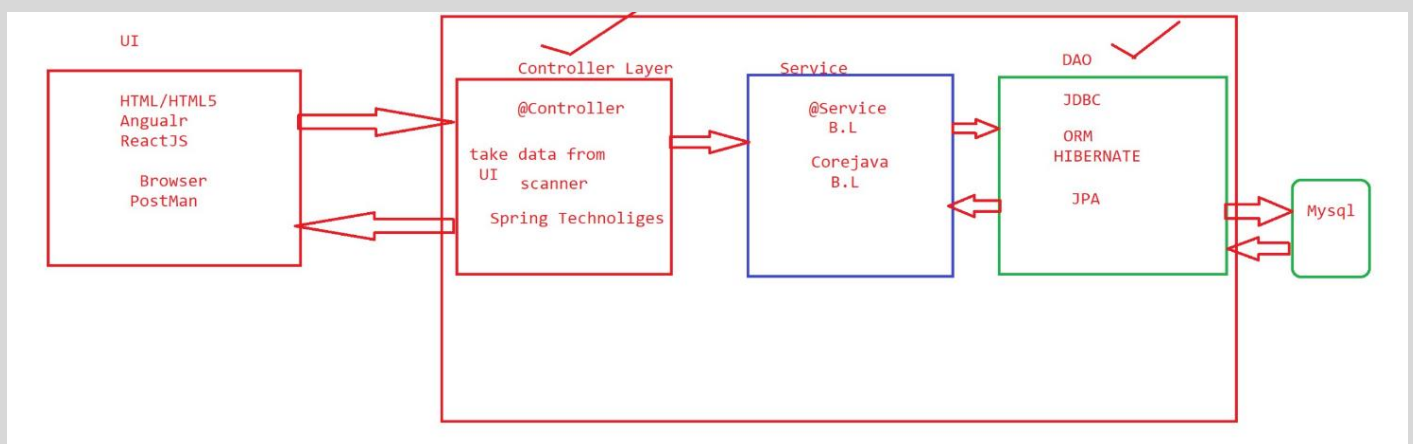 UI
HTML/HTML5
Angualr
ReactJS
Browser
PostMan
Controller Layer
@Controller
take data from
UI
scanner
Spring Technoliges
Service
@Service
B.L
Corejava
B.L
DAO
JDBC
ORM
HIBERNATE
JPA
Mysql